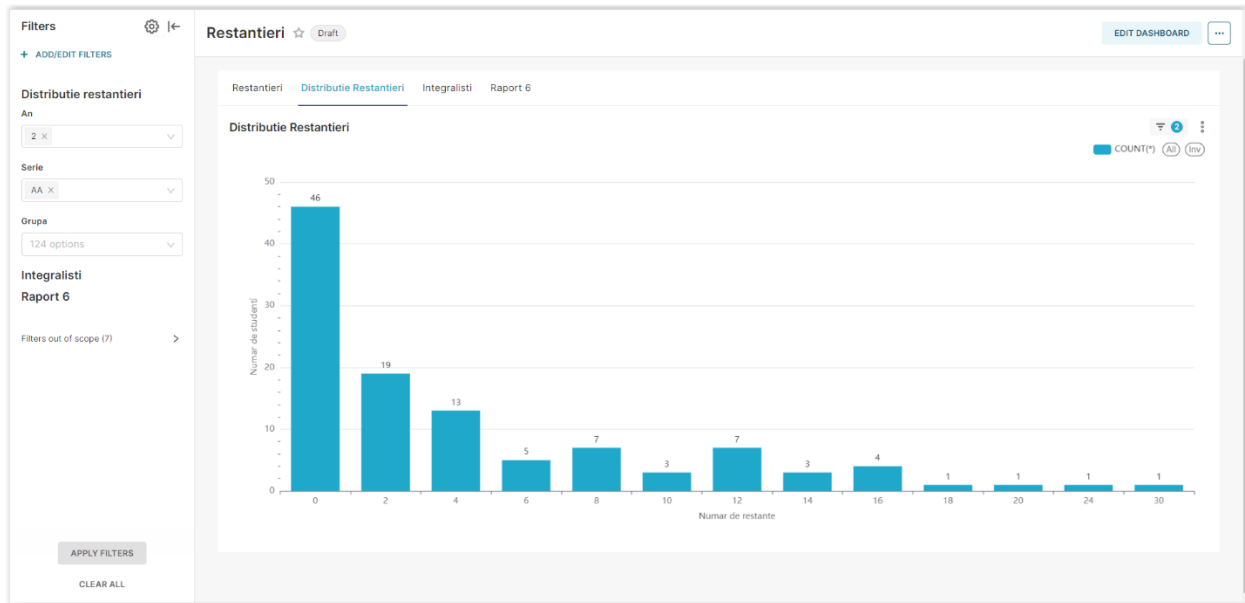 Filters
+ ADD/EDIT FILTERS
Distributie restantieri
An
2 ×
Serie
AA ×
Grupa
124 options
Integralisti
Raport 6
Filters out of scope (7)
APPLY FILTERS
CLEAR ALL
Restantieri Draft
EDIT DASHBOARD ...
Restantieri Distributie Restantieri Integralisti Raport 6
Distributie Restantieri
2
COUNT(*) All Inv
Numar de studenti
50
40
30
20
10
0
46
19
13
5
7
3
7
3
4
1
1
1
1
0 2 4 6 8 10 12 14 16 18 20 24 30
Numar de restante